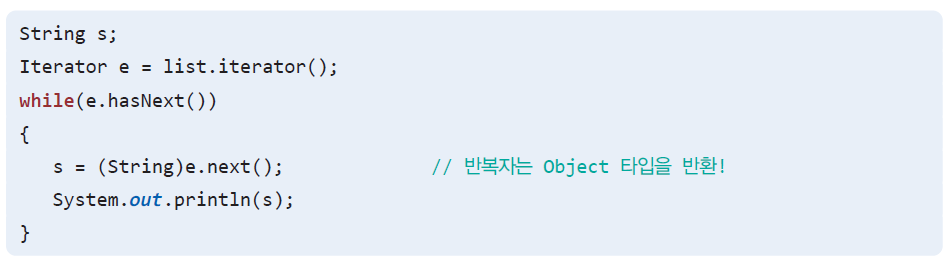 String s;
Iterator e = list.iterator();
while(e.hasNext())
{
s = (String)e.next(); // 반복자는 Object 타입을 반환!
System.out.println(s);
}